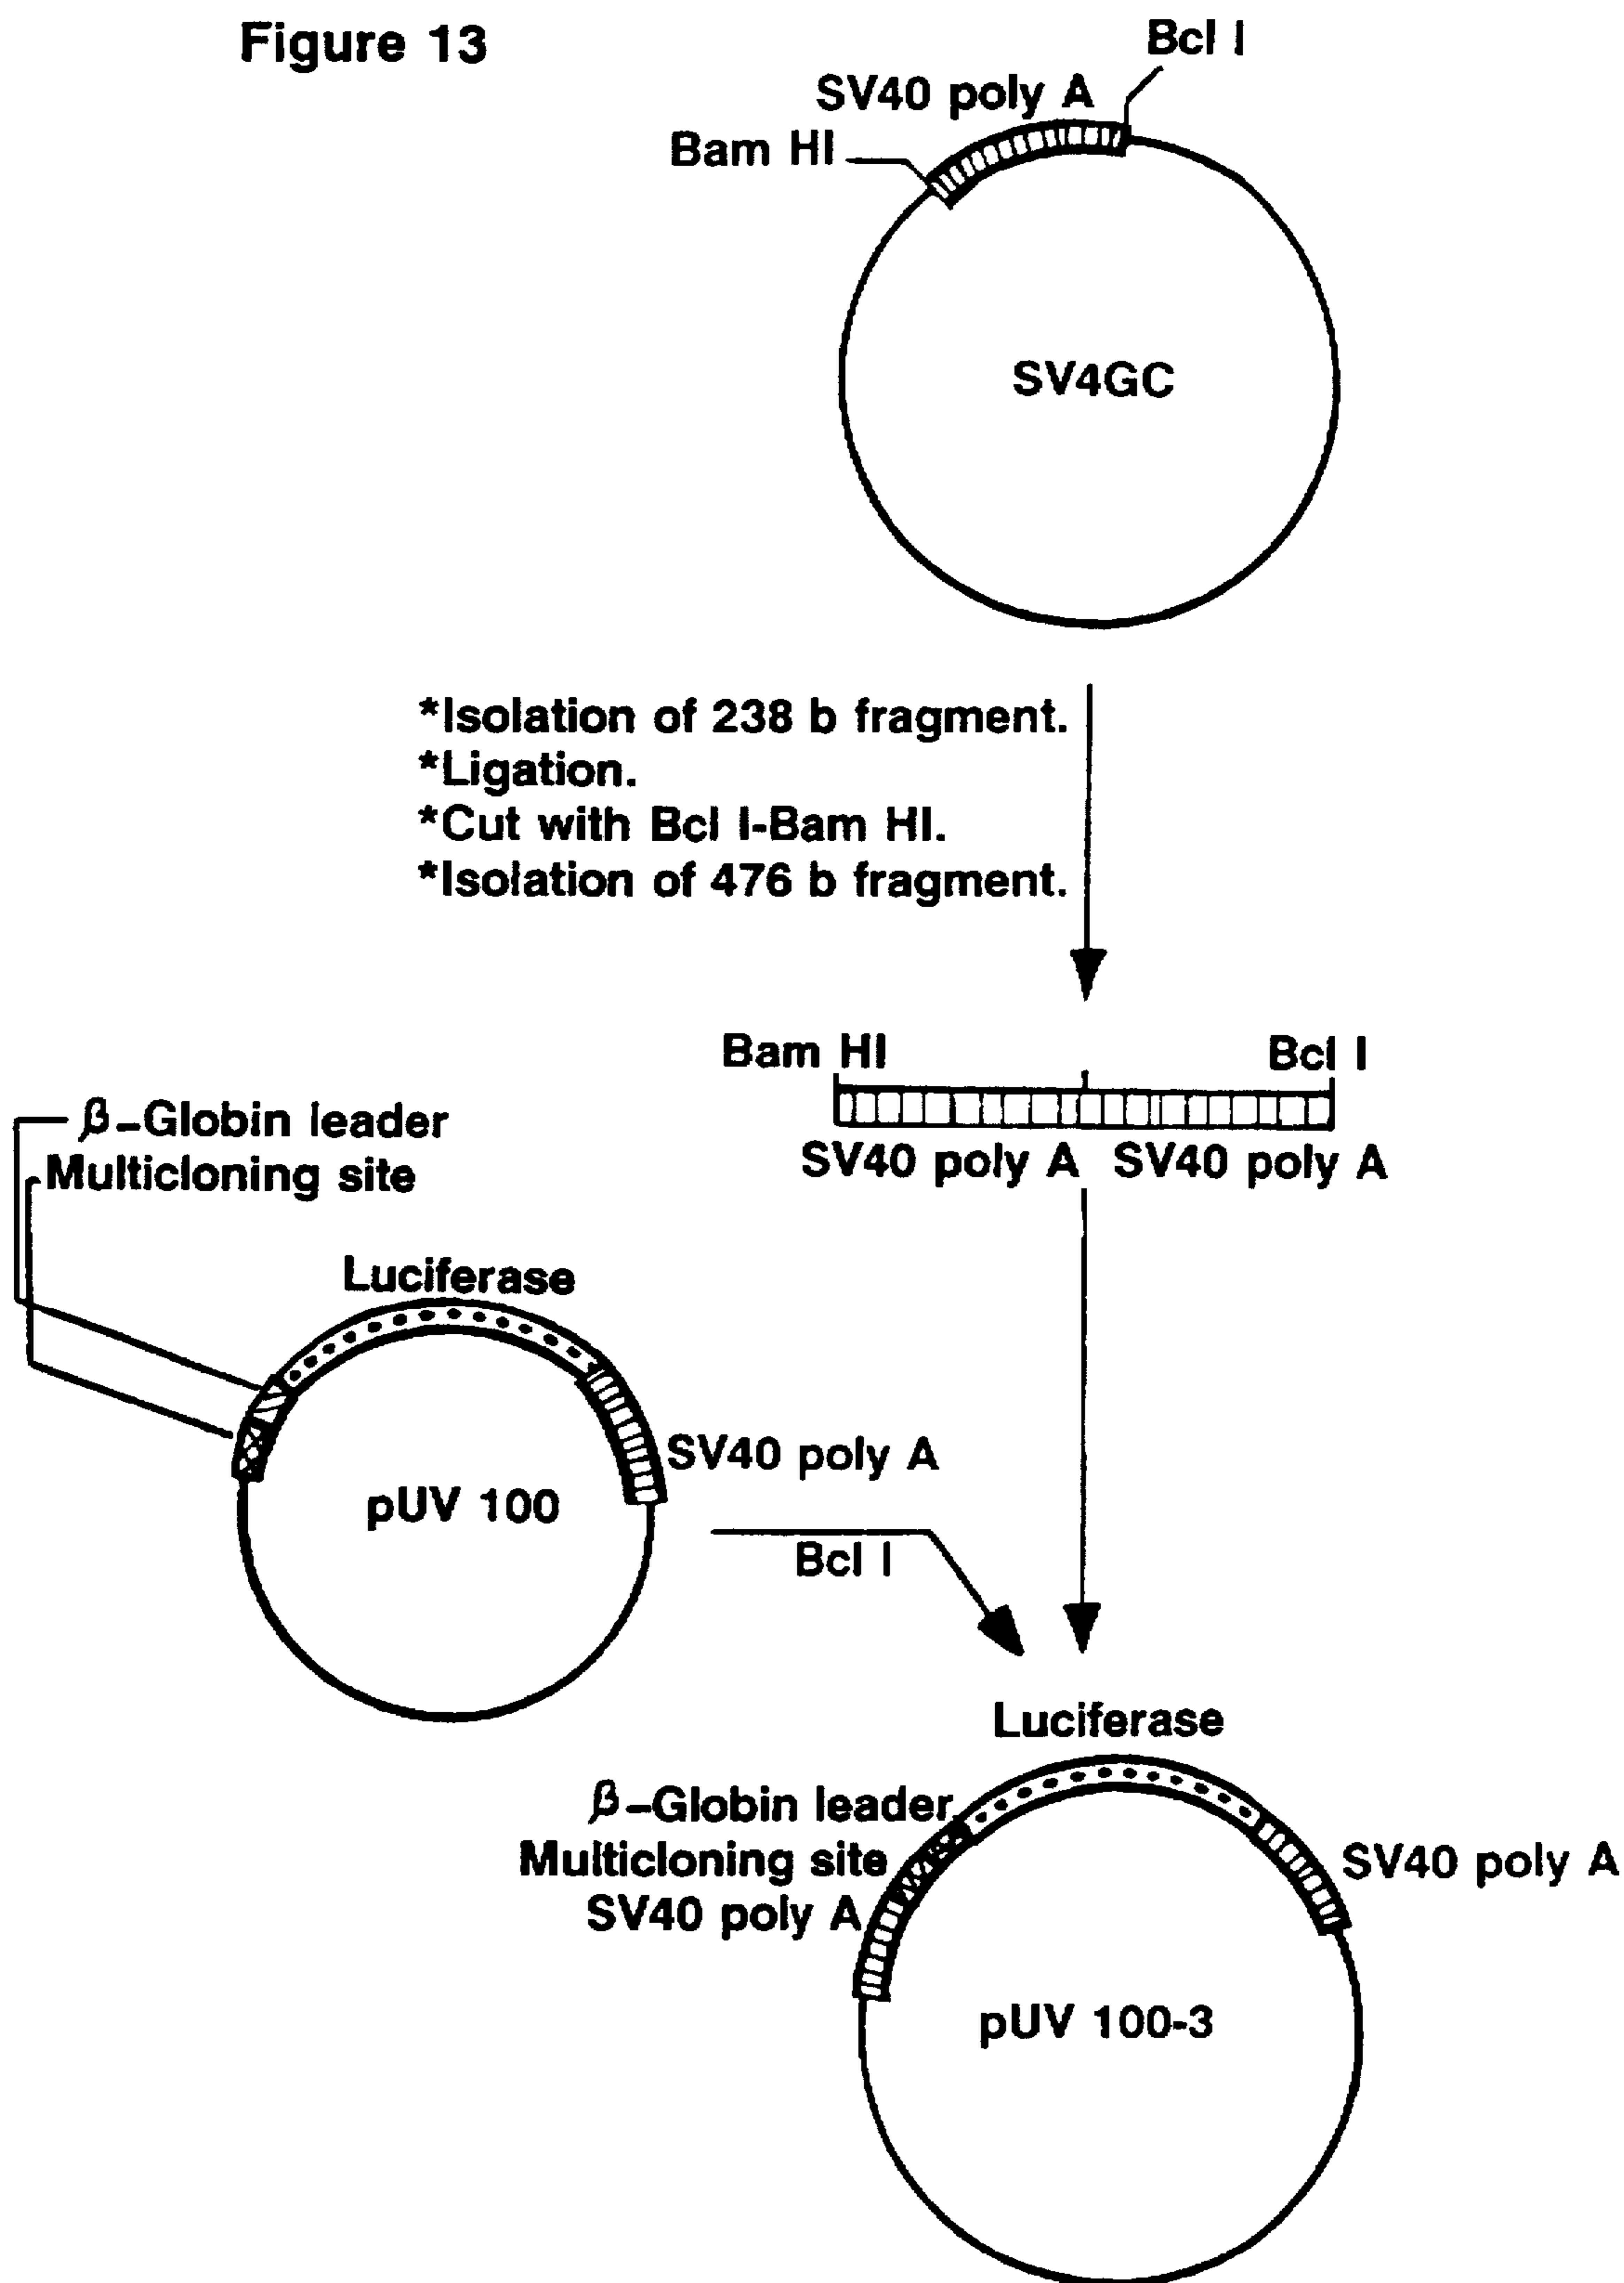 Figure 13
Bcl I
SV40 poly A
Bam HI
SV4GC
*Isolation of 238 b fragment.
*Ligation.
*Cut with Bcl I-Bam HI.
*Isolation of 476 b fragment.
Bam HI
Bcl I
SV40 poly A SV40 poly A
β-Globin leader
Multicloning site
Luciferase
SV40 poly A
pUV 100
Bcl I
Luciferase
β-Globin leader
Multicloning site
SV40 poly A
SV40 poly A
pUV 100-3